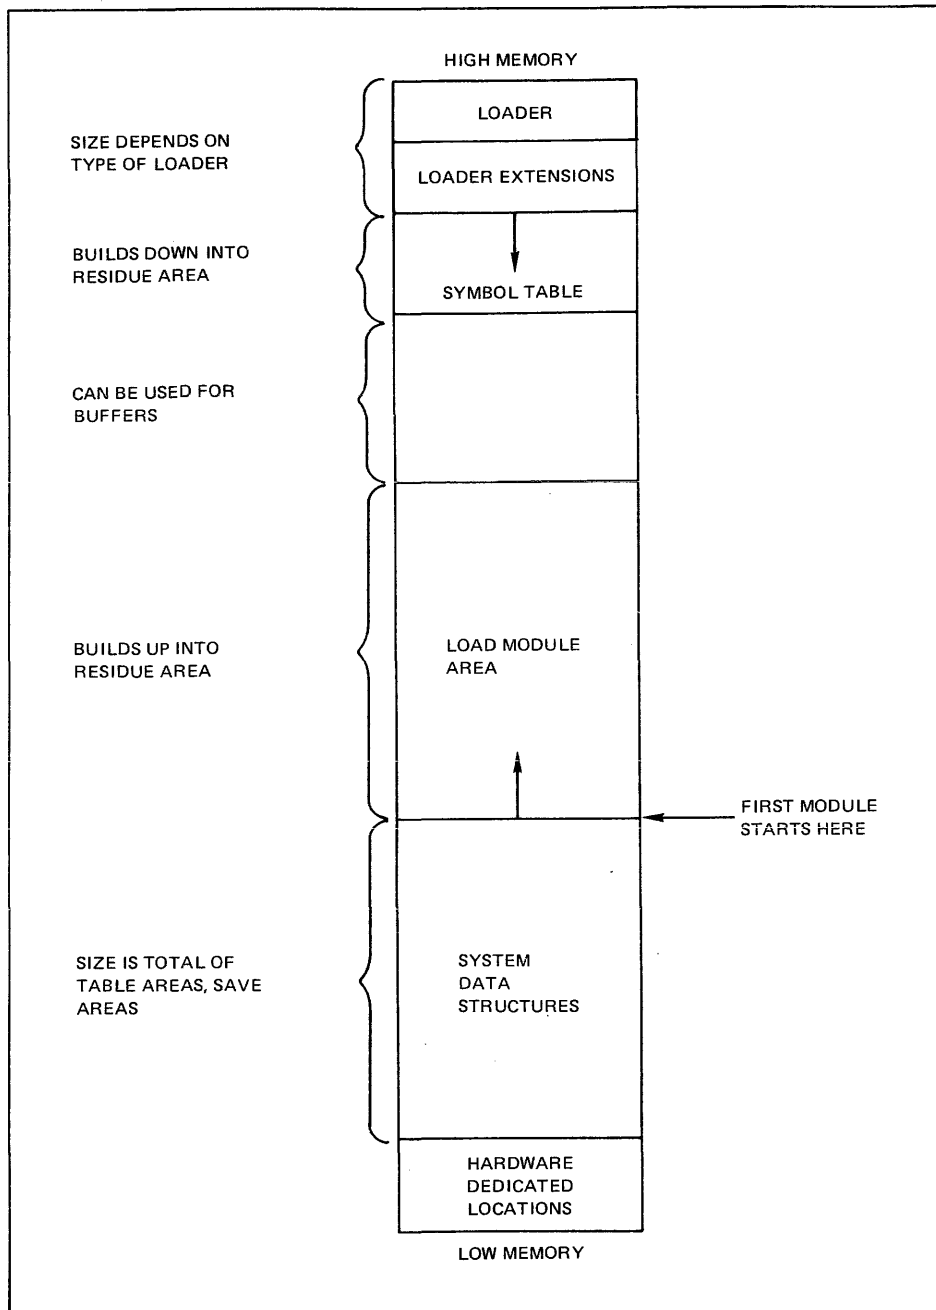 HIGH MEMORY
LOADER
SIZE DEPENDS ON
TYPE OF LOADER
LOADER EXTENSIONS
BUILDS DOWN INTO
RESIDUE AREA
SYMBOL TABLE
CAN BE USED FOR
BUFFERS
BUILDS UP INTO
RESIDUE AREA
LOAD MODULE
AREA
FIRST MODULE
STARTS HERE
SIZE IS TOTAL OF
TABLE AREAS, SAVE
AREAS
SYSTEM
DATA
STRUCTURES
HARDWARE
DEDICATED
LOCATIONS
LOW MEMORY